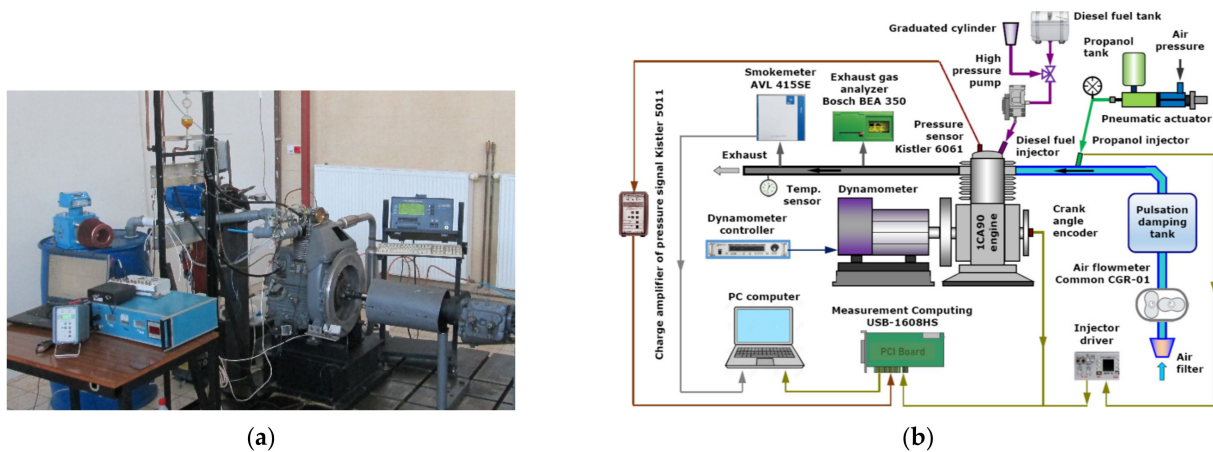 Diesel fuel tank
Graduated cylinder
Propanol
tank
Air
pressure
High
pressure
pump
Smokemeter
AVL 415SE
Exhaust gas
analyzer
Bosch BEA 350
Pressure
sensor
Kistler 6061
Pneumatic actuator
Diesel fuel
injector
Propanol injector
Exhaust
Temp.
sensor
Charge amplifier of pressure signal Kistler 5011
Dynamometer
Dynamometer
controller
1CA90
engine
Crank
angle
encoder
Pulsation
damping
tank
Air flowmeter
Common CGR-01
PC computer
Measurement Computing
USB-1608HS
PCI Board
Injector
driver
Air
filter
(a)
(b)